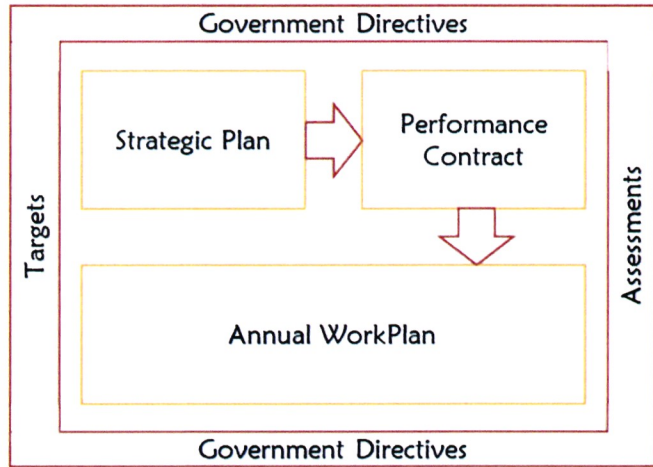 Government Directives
Strategic Plan
Performance
Contract
Targets
Assessments
Annual WorkPlan
Government Directives